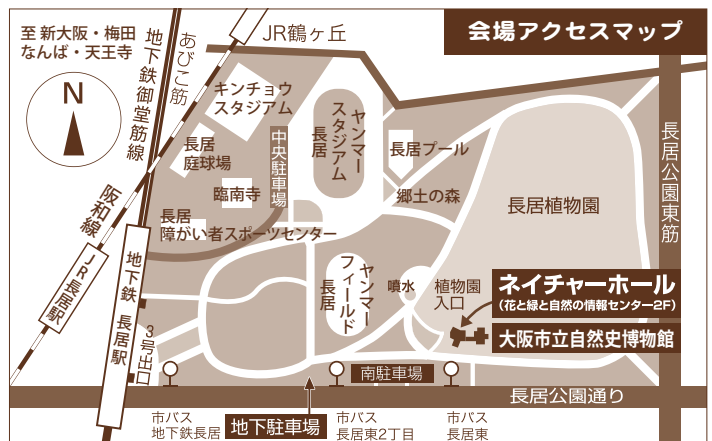 会場アクセスマップ
至 新大阪・梅田
なんば・天王寺
N
地下鉄御堂筋線
あびこ筋
JR鶴ヶ丘
キンチョウ
スタジアム
長居
庭球場
中央駐車場
臨南寺
長居
障がい者スポーツセンター
ヤンマー
スタジアム
長居
長居プール
郷土の森
長居植物園
長居公園東筋
阪和線
JR長居駅
地下鉄 長居駅
3号出口
ヤンマー
フィールド
長居
噴水
植物園
入口
ネイチャーホール
(花と緑と自然の情報センター2F)
大阪市立自然史博物館
南駐車場
長居公園通り
市バス
地下鉄長居
地下駐車場
市バス
長居東2丁目
市バス
長居東